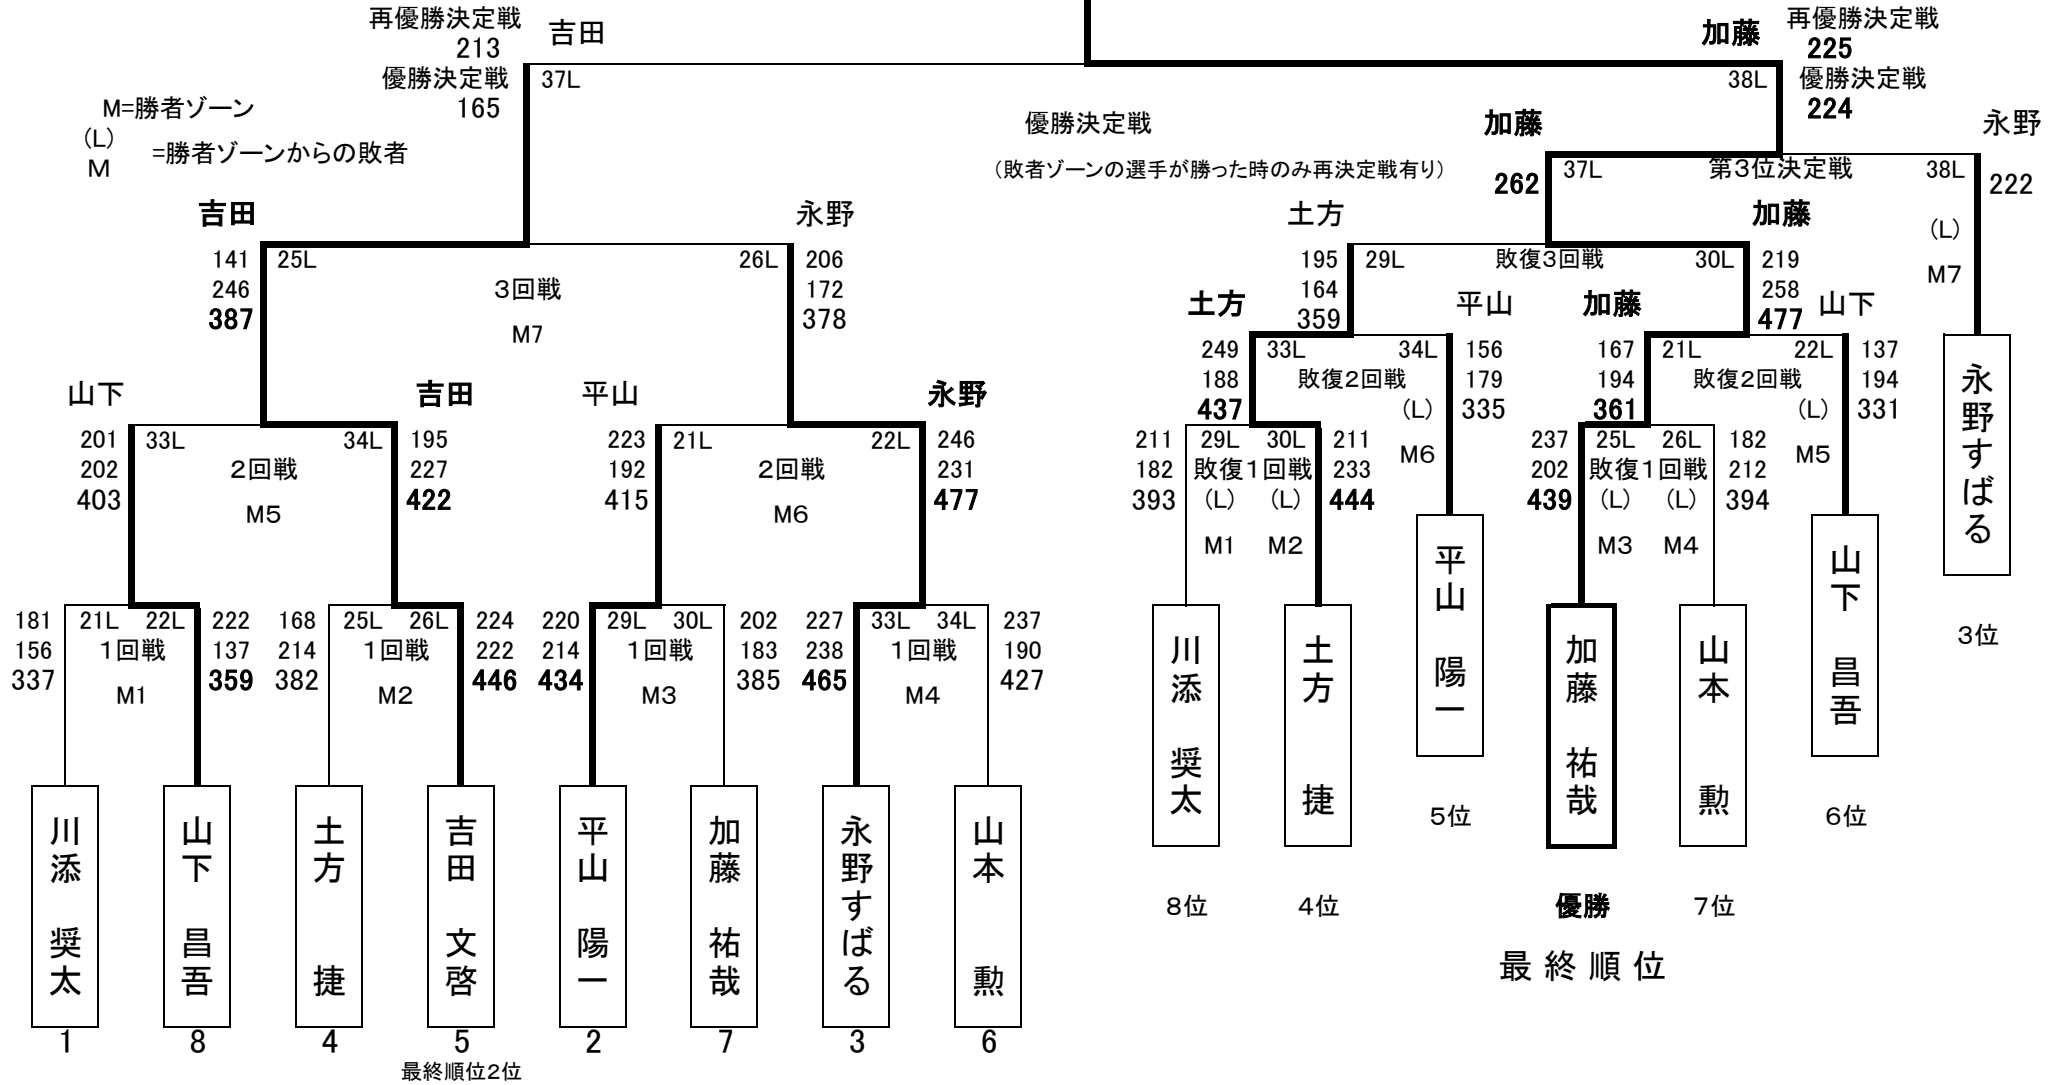 再優勝決定戦
213
吉田
優勝決定戦
165
37L
加藤
再優勝決定戦
225
38L
優勝決定戦
224
M=勝者ゾーン
(L)
M
=勝者ゾーンからの敗者
優勝決定戦
（敗者ゾーンの選手が勝った時のみ再決定戦有り）
加藤
262
37L
第3位決定戦
38L
永野
222
(L)
M7
吉田
141
246
387
25L
3回戦
M7
26L
永野
206
172
378
土方
195
164
359
29L
敗復3回戦
30L
加藤
219
258
477
土方
249
188
437
33L
敗復2回戦
34L
(L)
M6
平山
156
179
335
加藤
167
194
361
21L
敗復2回戦
22L
(L)
M5
山下
137
194
331
山下
201
202
403
33L
2回戦
M5
34L
吉田
195
227
422
平山
223
192
415
21L
2回戦
M6
22L
永野
246
231
477
211
182
393
29L 30L
敗復1回戦
(L) (L)
M1 M2
211
233
444
237
202
439
25L 26L
敗復1回戦
(L) (L)
M3 M4
182
212
394
181
156
337
21L 22L
1回戦
M1
222
137
359
168
214
382
25L 26L
1回戦
M2
224
222
446
220
214
434
29L 30L
1回戦
M3
202
183
385
227
238
465
33L 34L
1回戦
M4
237
190
427
川添 奨太
1
山下 昌吾
8
土方 捷
4
吉田 文啓
5
最終順位2位
平山 陽一
2
加藤 祐哉
7
永野すばる
3
山本 勲
6
川添 奨太
8位
土方 捷
4位
平山 陽一
5位
加藤 祐哉
優勝
山本 勲
7位
山下 昌吾
6位
永野すばる
3位
最終順位